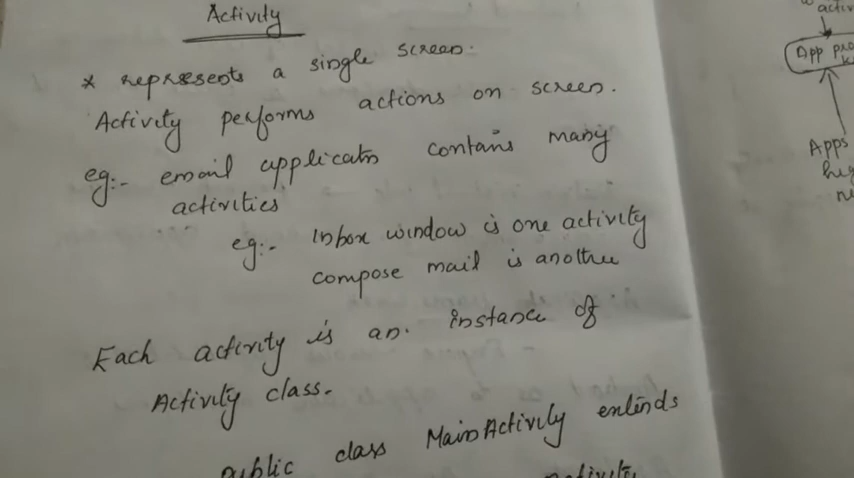 Activity
* represents a single screen.
Activity performs actions on screen.
eg:- email applicatn contains many
activities
eg:- Inbox window is one activity
compose mail is another
Each activity is an. instance of
Activity class.
public class MainActivity extends
Activity
App
Apps